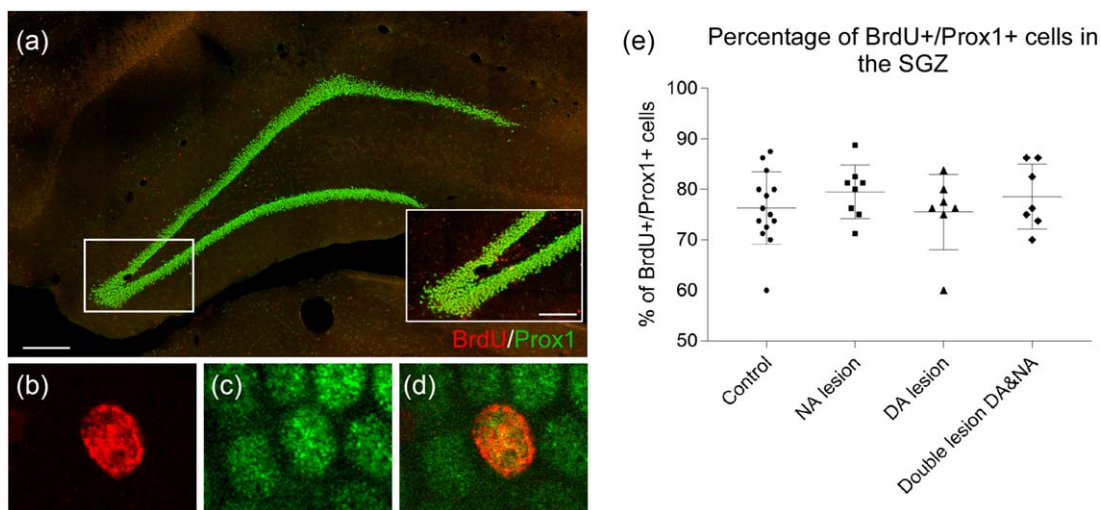 (a)
BrdU/Prox1
(b)
(c)
(d)
(e)
Percentage of BrdU+/Prox1+ cells in
the SGZ
% of BrdU+/Prox1+ cells
100
90
80
70
60
50
Control
NA lesion
DA lesion
Double lesion DA&NA